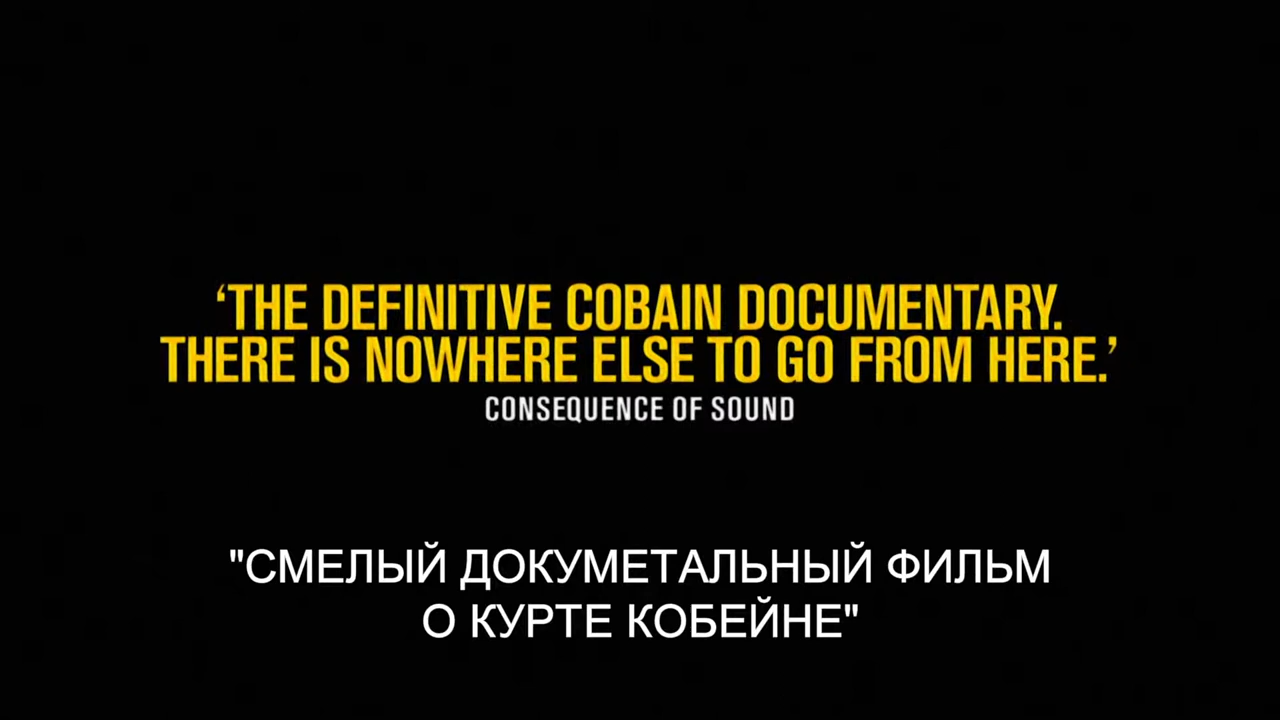 ‘THE DEFINITIVE COBAIN DOCUMENTARY.
THERE IS NOWHERE ELSE TO GO FROM HERE.’
CONSEQUENCE OF SOUND
"СМЕЛЫЙ ДОКУМЕТАЛЬНЫЙ ФИЛЬМ
О КУРТЕ КОБЕЙНЕ"